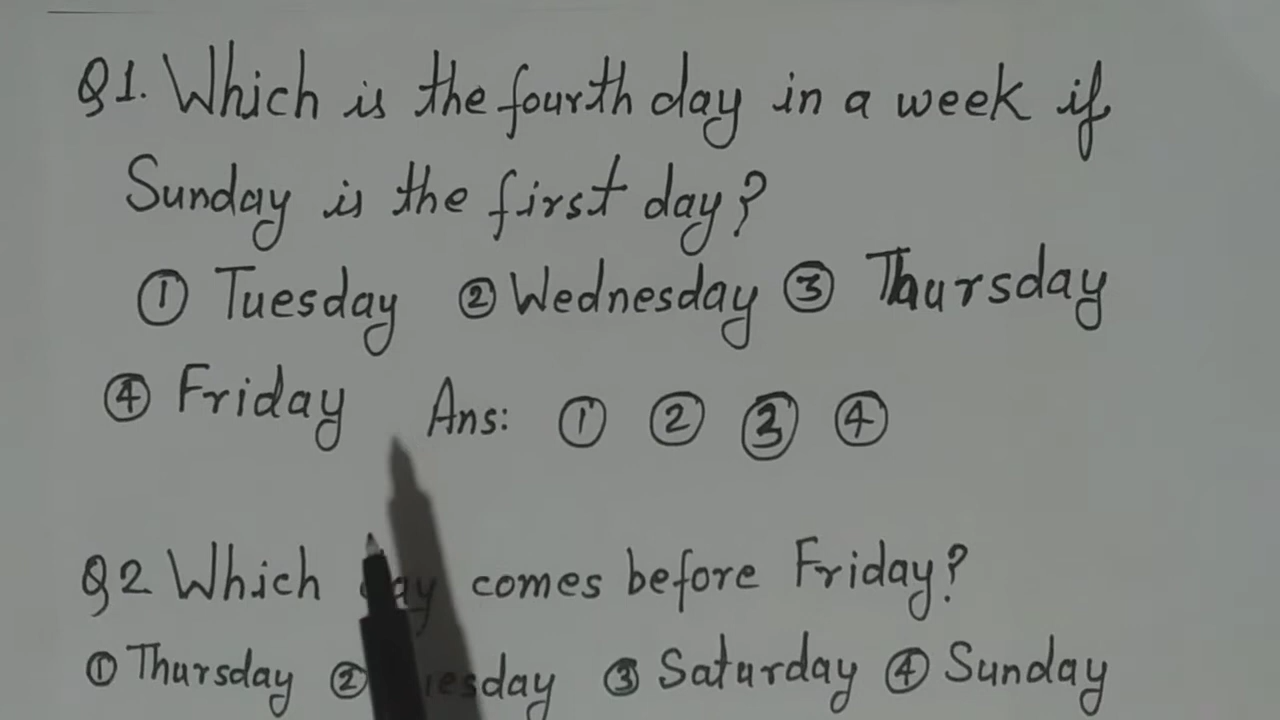 Q1. Which is the fourth day in a week if
Sunday is the first day?
① Tuesday ② Wednesday ③ Thursday
④ Friday Ans: ① ② ③ ④
Q2 Which day comes before Friday?
① Thursday ② ③ Saturday ④ Sunday